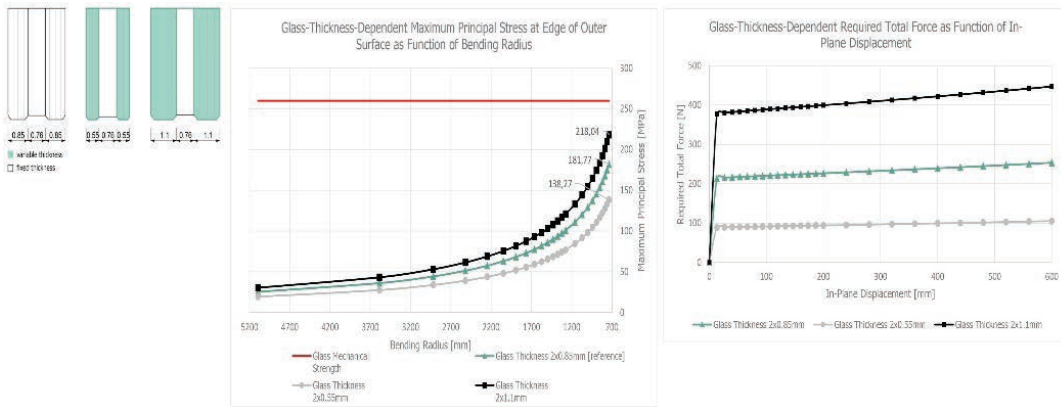 0.85 0.76 0.85
0.55 0.76 0.55
1.1 0.76 1.1
variable thickness
fixed thickness
Glass-Thickness-Dependent Maximum Principal Stress at Edge of Outer
Surface as Function of Bending Radius
300
250
200
150
100
50
0
Maximum Principal Stress [MPa]
218,04
181,77
138,27
5200 4700 4200 3700 3200 2700 2200 1700 1200 700
Bending Radius [mm]
Glass Mechanical
Strength
Glass Thickness 2x0.85mm [reference]
Glass Thickness
2x0.55mm
Glass Thickness
2x1.1mm
Glass-Thickness-Dependent Required Total Force as Function of In-
Plane Displacement
500
400
300
200
100
0
Required Total Force [N]
0 100 200 300 400 500 600
In-Plane Displacement [mm]
Glass Thickness 2x0.85mm
Glass Thickness 2x0.55mm
Glass Thickness 2x1.1mm